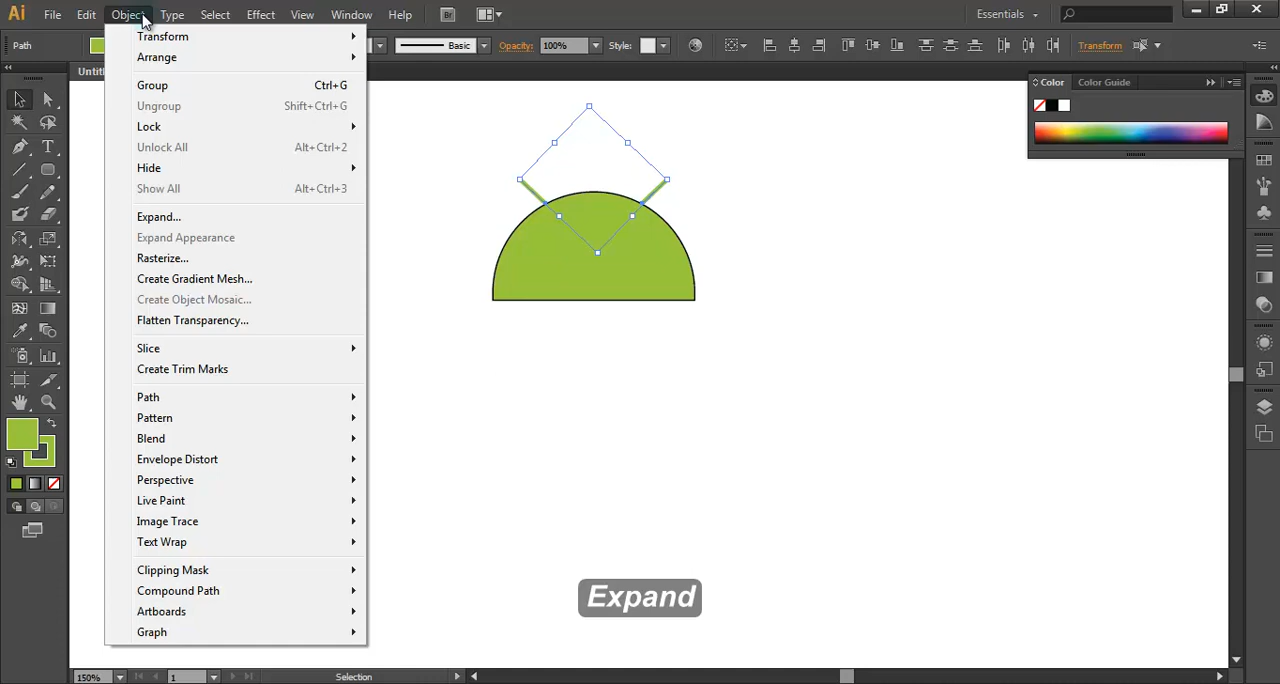 Ai File Edit Object Type Select Effect View Window Help Br Essentials
Path Basic Opacity: 100% Style: Transform
Transform
Arrange
Group Ctrl+G
Ungroup Shift+Ctrl+G
Lock
Unlock All Alt+Ctrl+2
Hide
Show All Alt+Ctrl+3
Expand...
Expand Appearance
Rasterize...
Create Gradient Mesh...
Create Object Mosaic...
Flatten Transparency...
Slice
Create Trim Marks
Path
Pattern
Blend
Envelope Distort
Perspective
Live Paint
Image Trace
Text Wrap
Clipping Mask
Compound Path
Artboards
Graph
Color Color Guide
Expand
150% 1 Selection